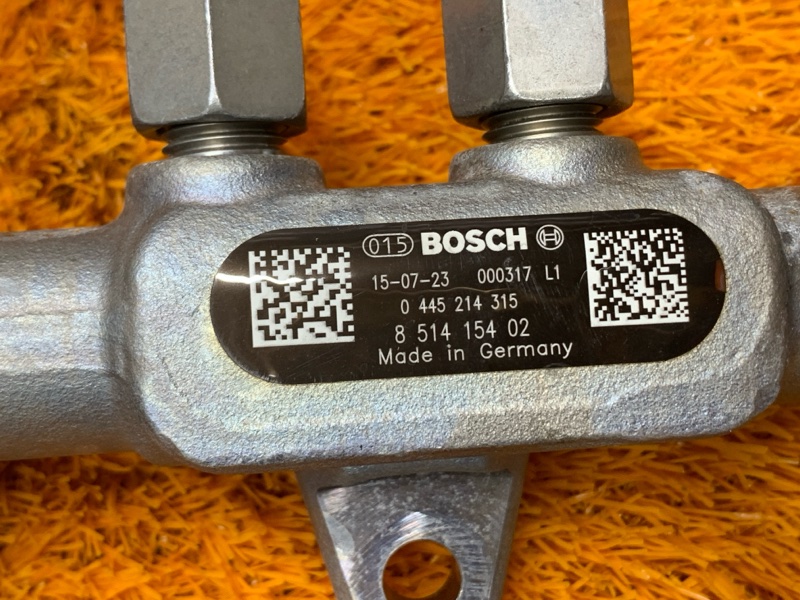 015 BOSCH
15-07-23 000317 L1
0 445 214 315
8 514 154 02
Made in Germany